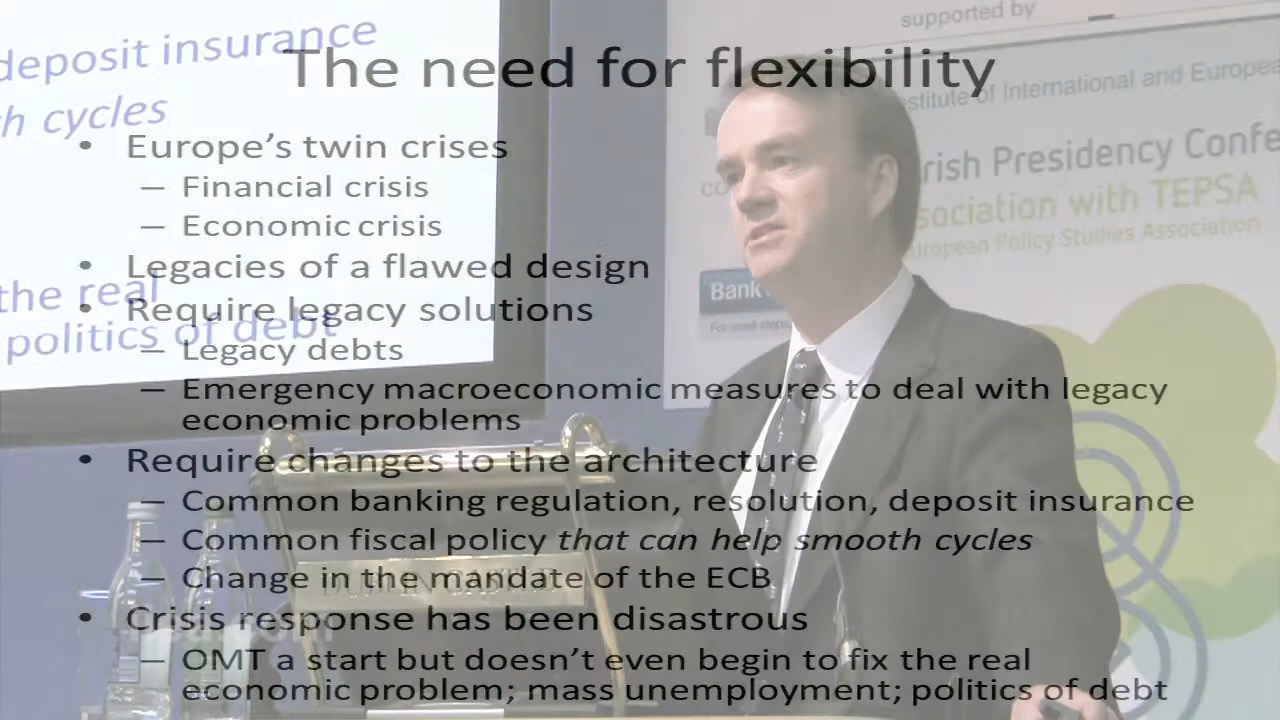 The need for flexibility
• Europe's twin crises
– Financial crisis
– Economic crisis
• Legacies of a flawed design
• Require legacy solutions
– Legacy debts
– Emergency macroeconomic measures to deal with legacy
economic problems
• Require changes to the architecture
– Common banking regulation, resolution, deposit insurance
– Common fiscal policy that can help smooth cycles
– Change in the mandate of the ECB
• Crisis response has been disastrous
– OMT a start but doesn't even begin to fix the real
economic problem; mass unemployment; politics of debt
deposit insurance
cycles
the real
politics of debt
supported by
of International and
Presidency
with TEPSA
European Policy Studies Association
Bank
DUBLIN CASTLE